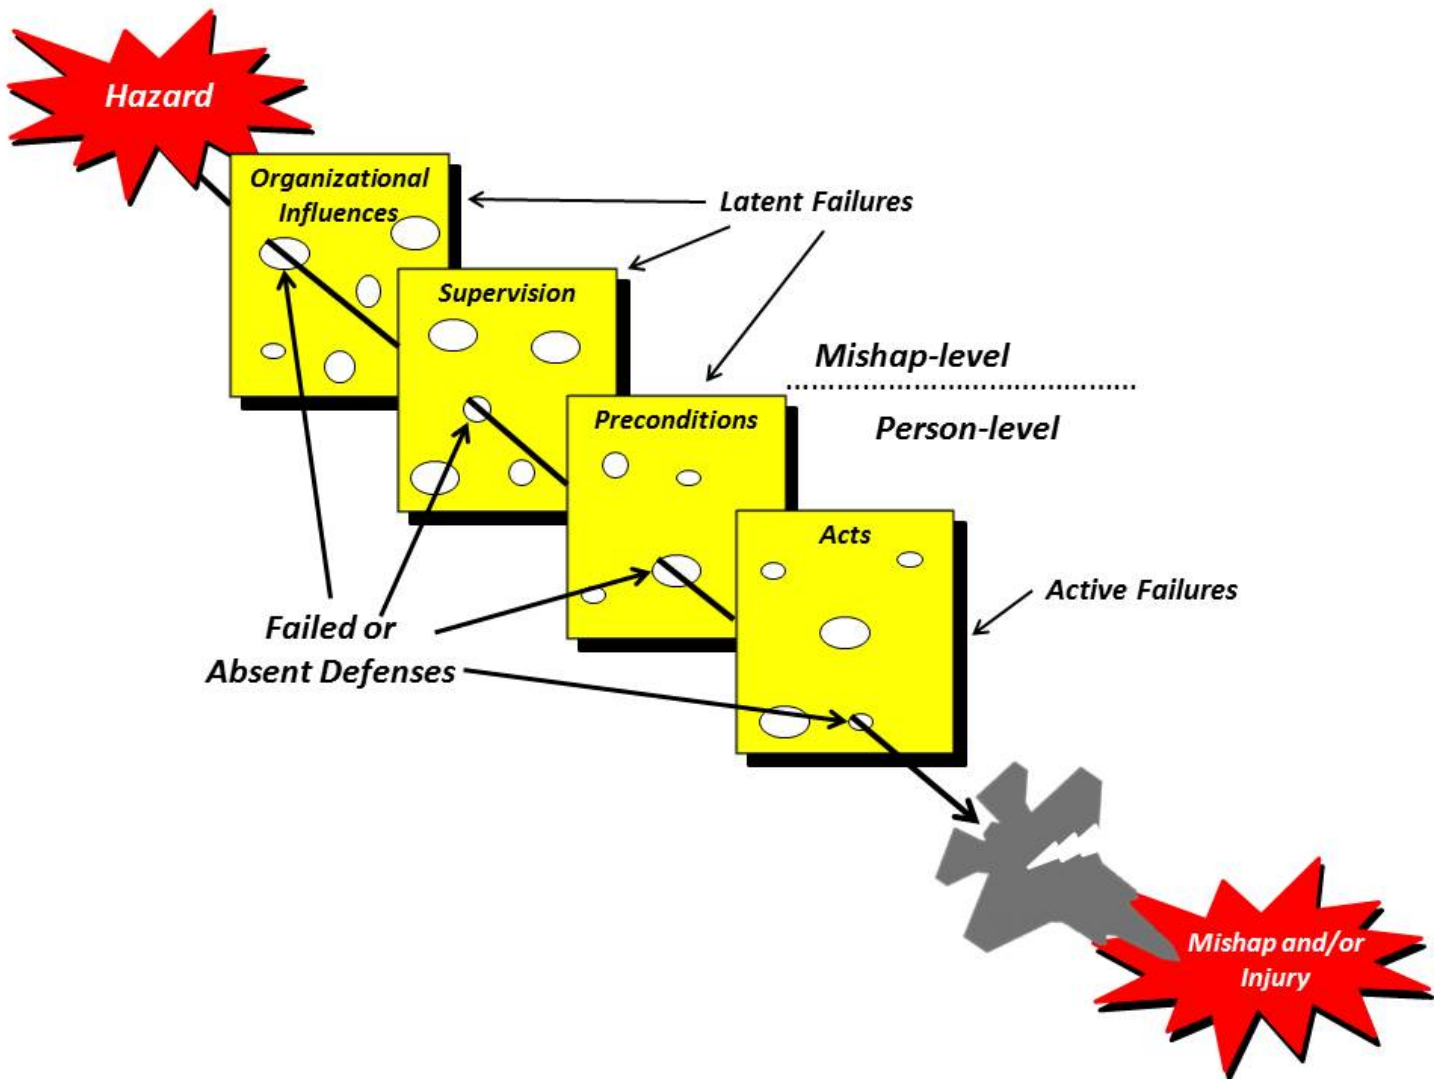 Hazard
Organizational
Influences
Latent Failures
Supervision
Mishap-level
Preconditions
Person-level
Acts
Active Failures
Failed or
Absent Defenses
Mishap and/or
Injury